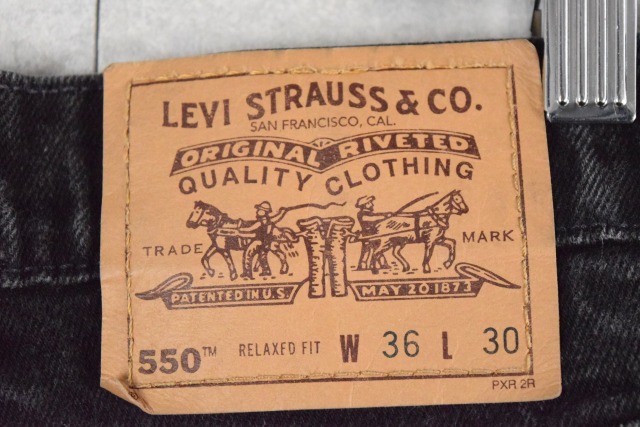 LEVI STRAUSS & CO.
SAN FRANCISCO, CAL.
ORIGINAL RIVETED
QUALITY CLOTHING
TRADE MARK
PATENTED IN U.S. MAY 20 1873
550™ RELAXED FIT W 36 L 30
PXR 2R